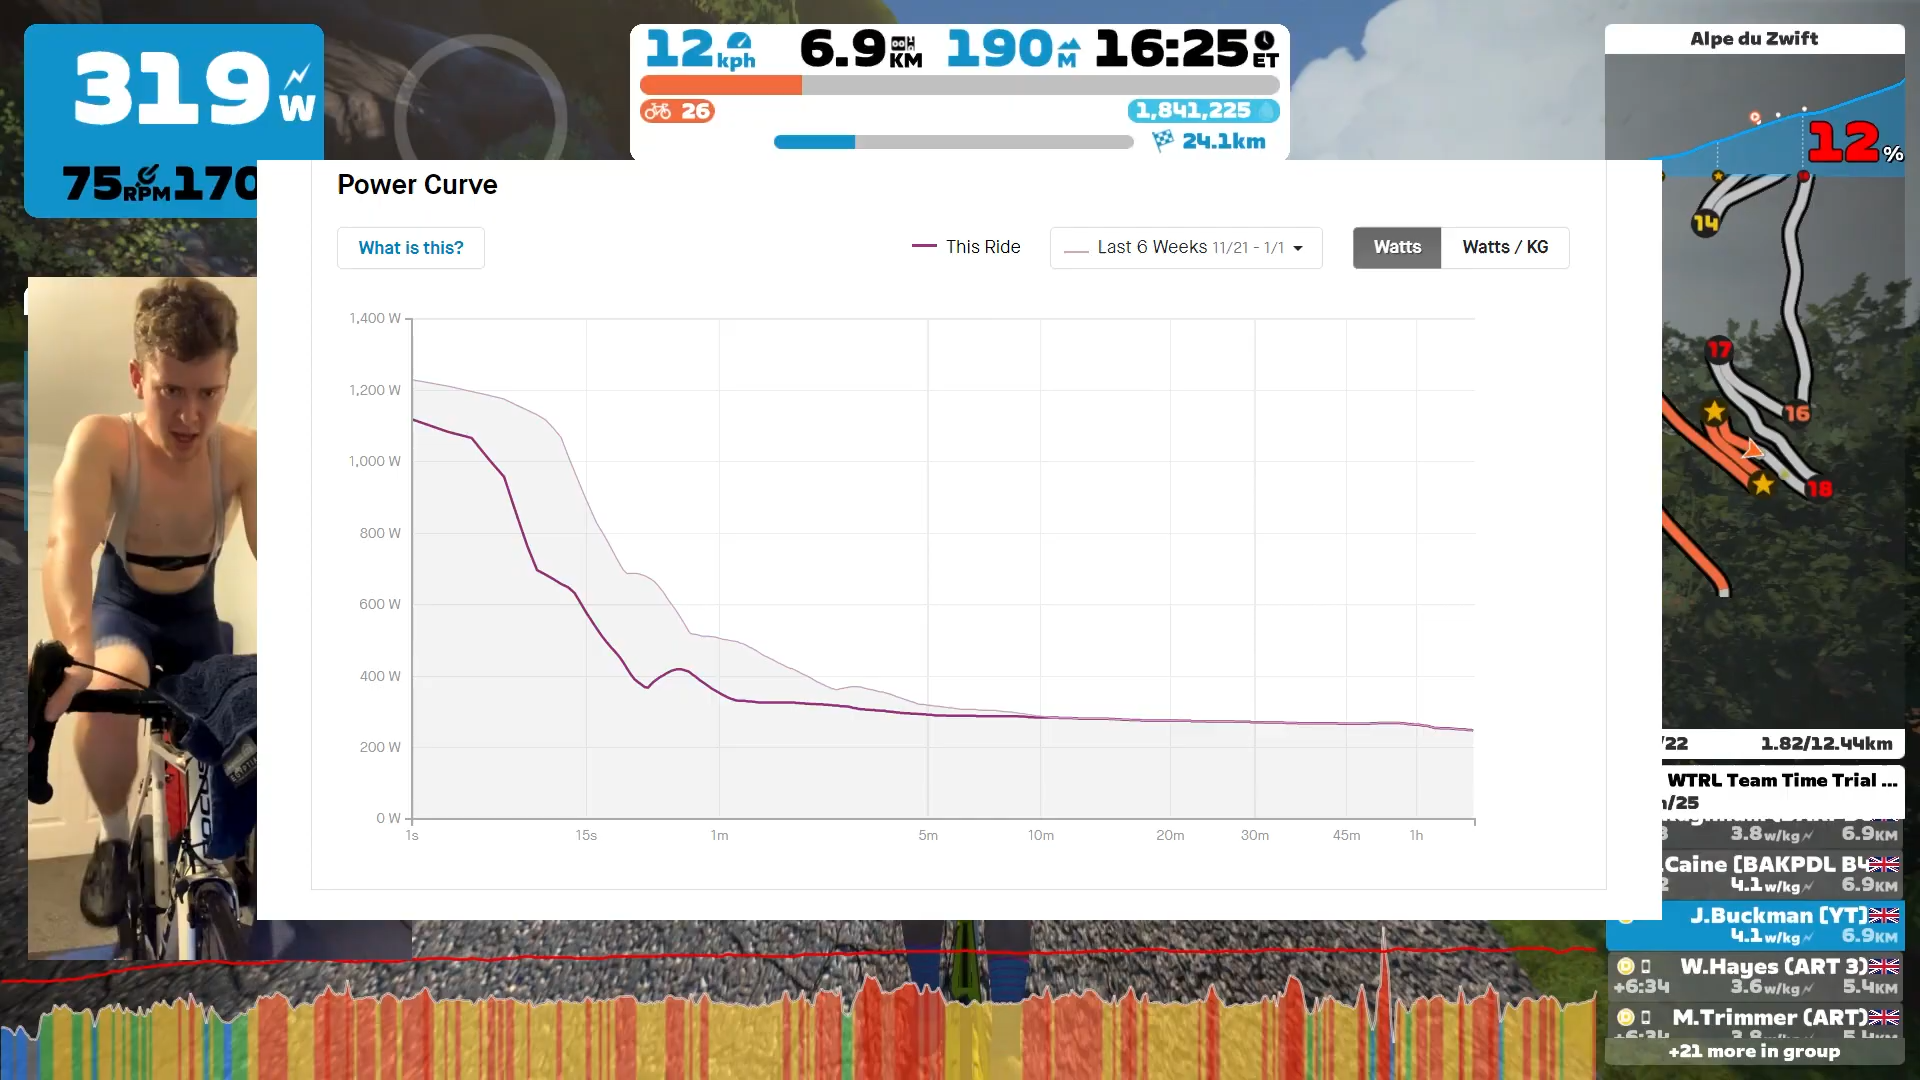 319 W
75 RPM 170
12 kph 6.9 KM 190 M 16:25 ET
26 1,841,225
24.1km
Alpe du Zwift
12 %
14
17
16
18
Power Curve
What is this?
This Ride
Last 6 Weeks 11/21 - 1/1
Watts
Watts / KG
1,400 W
1,200 W
1,000 W
800 W
600 W
400 W
200 W
0 W
1s 15s 1m 5m 10m 20m 30m 45m 1h
/22 1.82/12.44km
WTRL Team Time Trial ...
/25
3.8 w/kg 6.9KM
.Caine (BAKPDL B4
4.1 w/kg 6.9KM
J.Buckman (YT)
4.1 w/kg 6.9KM
W.Hayes (ART 3)
+6:34 3.6 w/kg 5.4KM
M.Trimmer (ART)
+21 more in group
FOCUS